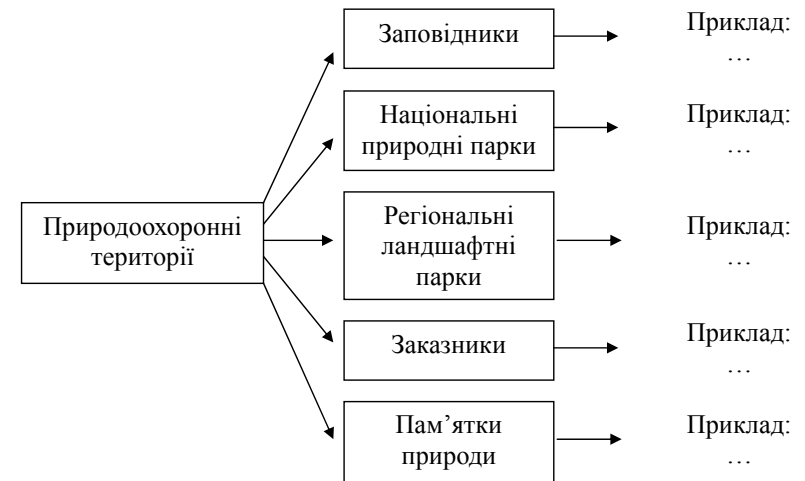 Природоохоронні
території
Заповідники
Приклад:
…
Національні
природні парки
Приклад:
…
Регіональні
ландшафтні
парки
Приклад:
…
Заказники
Приклад:
…
Пам’ятки
природи
Приклад:
…